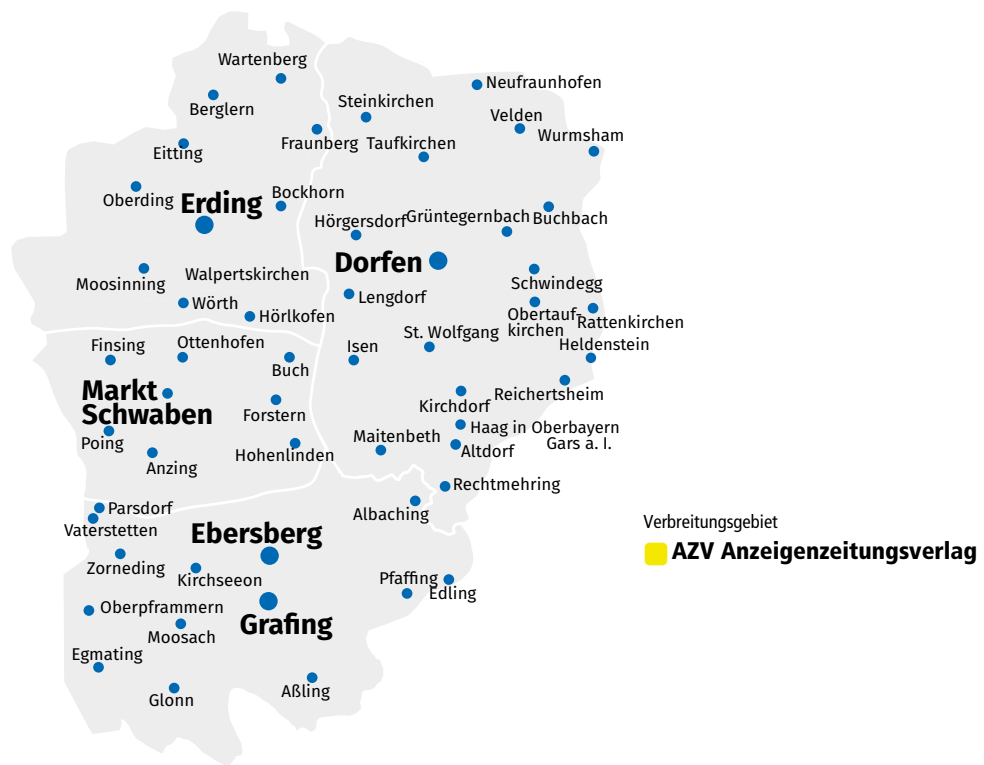 Wartenberg
Neufraunhofen
Steinkirchen
Berglern
Velden
Wurmsham
Fraunberg
Taufkirchen
Eitting
Bockhorn
Oberding
Erding
Hörgersdorf
Grüntegernbach
Buchbach
Dorfen
Walpertskirchen
Moosinning
Schwindegg
Wörth
Lengdorf
Hörlkofen
Obertauf-
kirchen
Rattenkirchen
St. Wolfgang
Ottenhofen
Finsing
Isen
Heldenstein
Buch
Markt
Schwaben
Reichertsheim
Kirchdorf
Forstern
Haag in Oberbayern
Maitenbeth
Gars a. I.
Poing
Altdorf
Hohenlinden
Anzing
Rechtmehring
Parsdorf
Albaching
Vaterstetten
Ebersberg
Verbreitungsgebiet
AZV Anzeigenzeitungsverlag
Zorneding
Kirchseeon
Pfaffing
Edling
Oberpframmern
Grafing
Moosach
Egmating
Aßling
Glonn